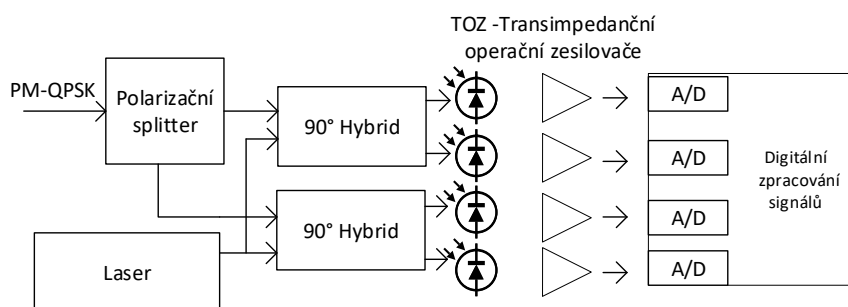 TOZ -Transimpedanční
operační zesilovače
PM-QPSK
Polarizační
splitter
90° Hybrid
90° Hybrid
Laser
A/D
A/D
A/D
A/D
Digitální
zpracování
signálů